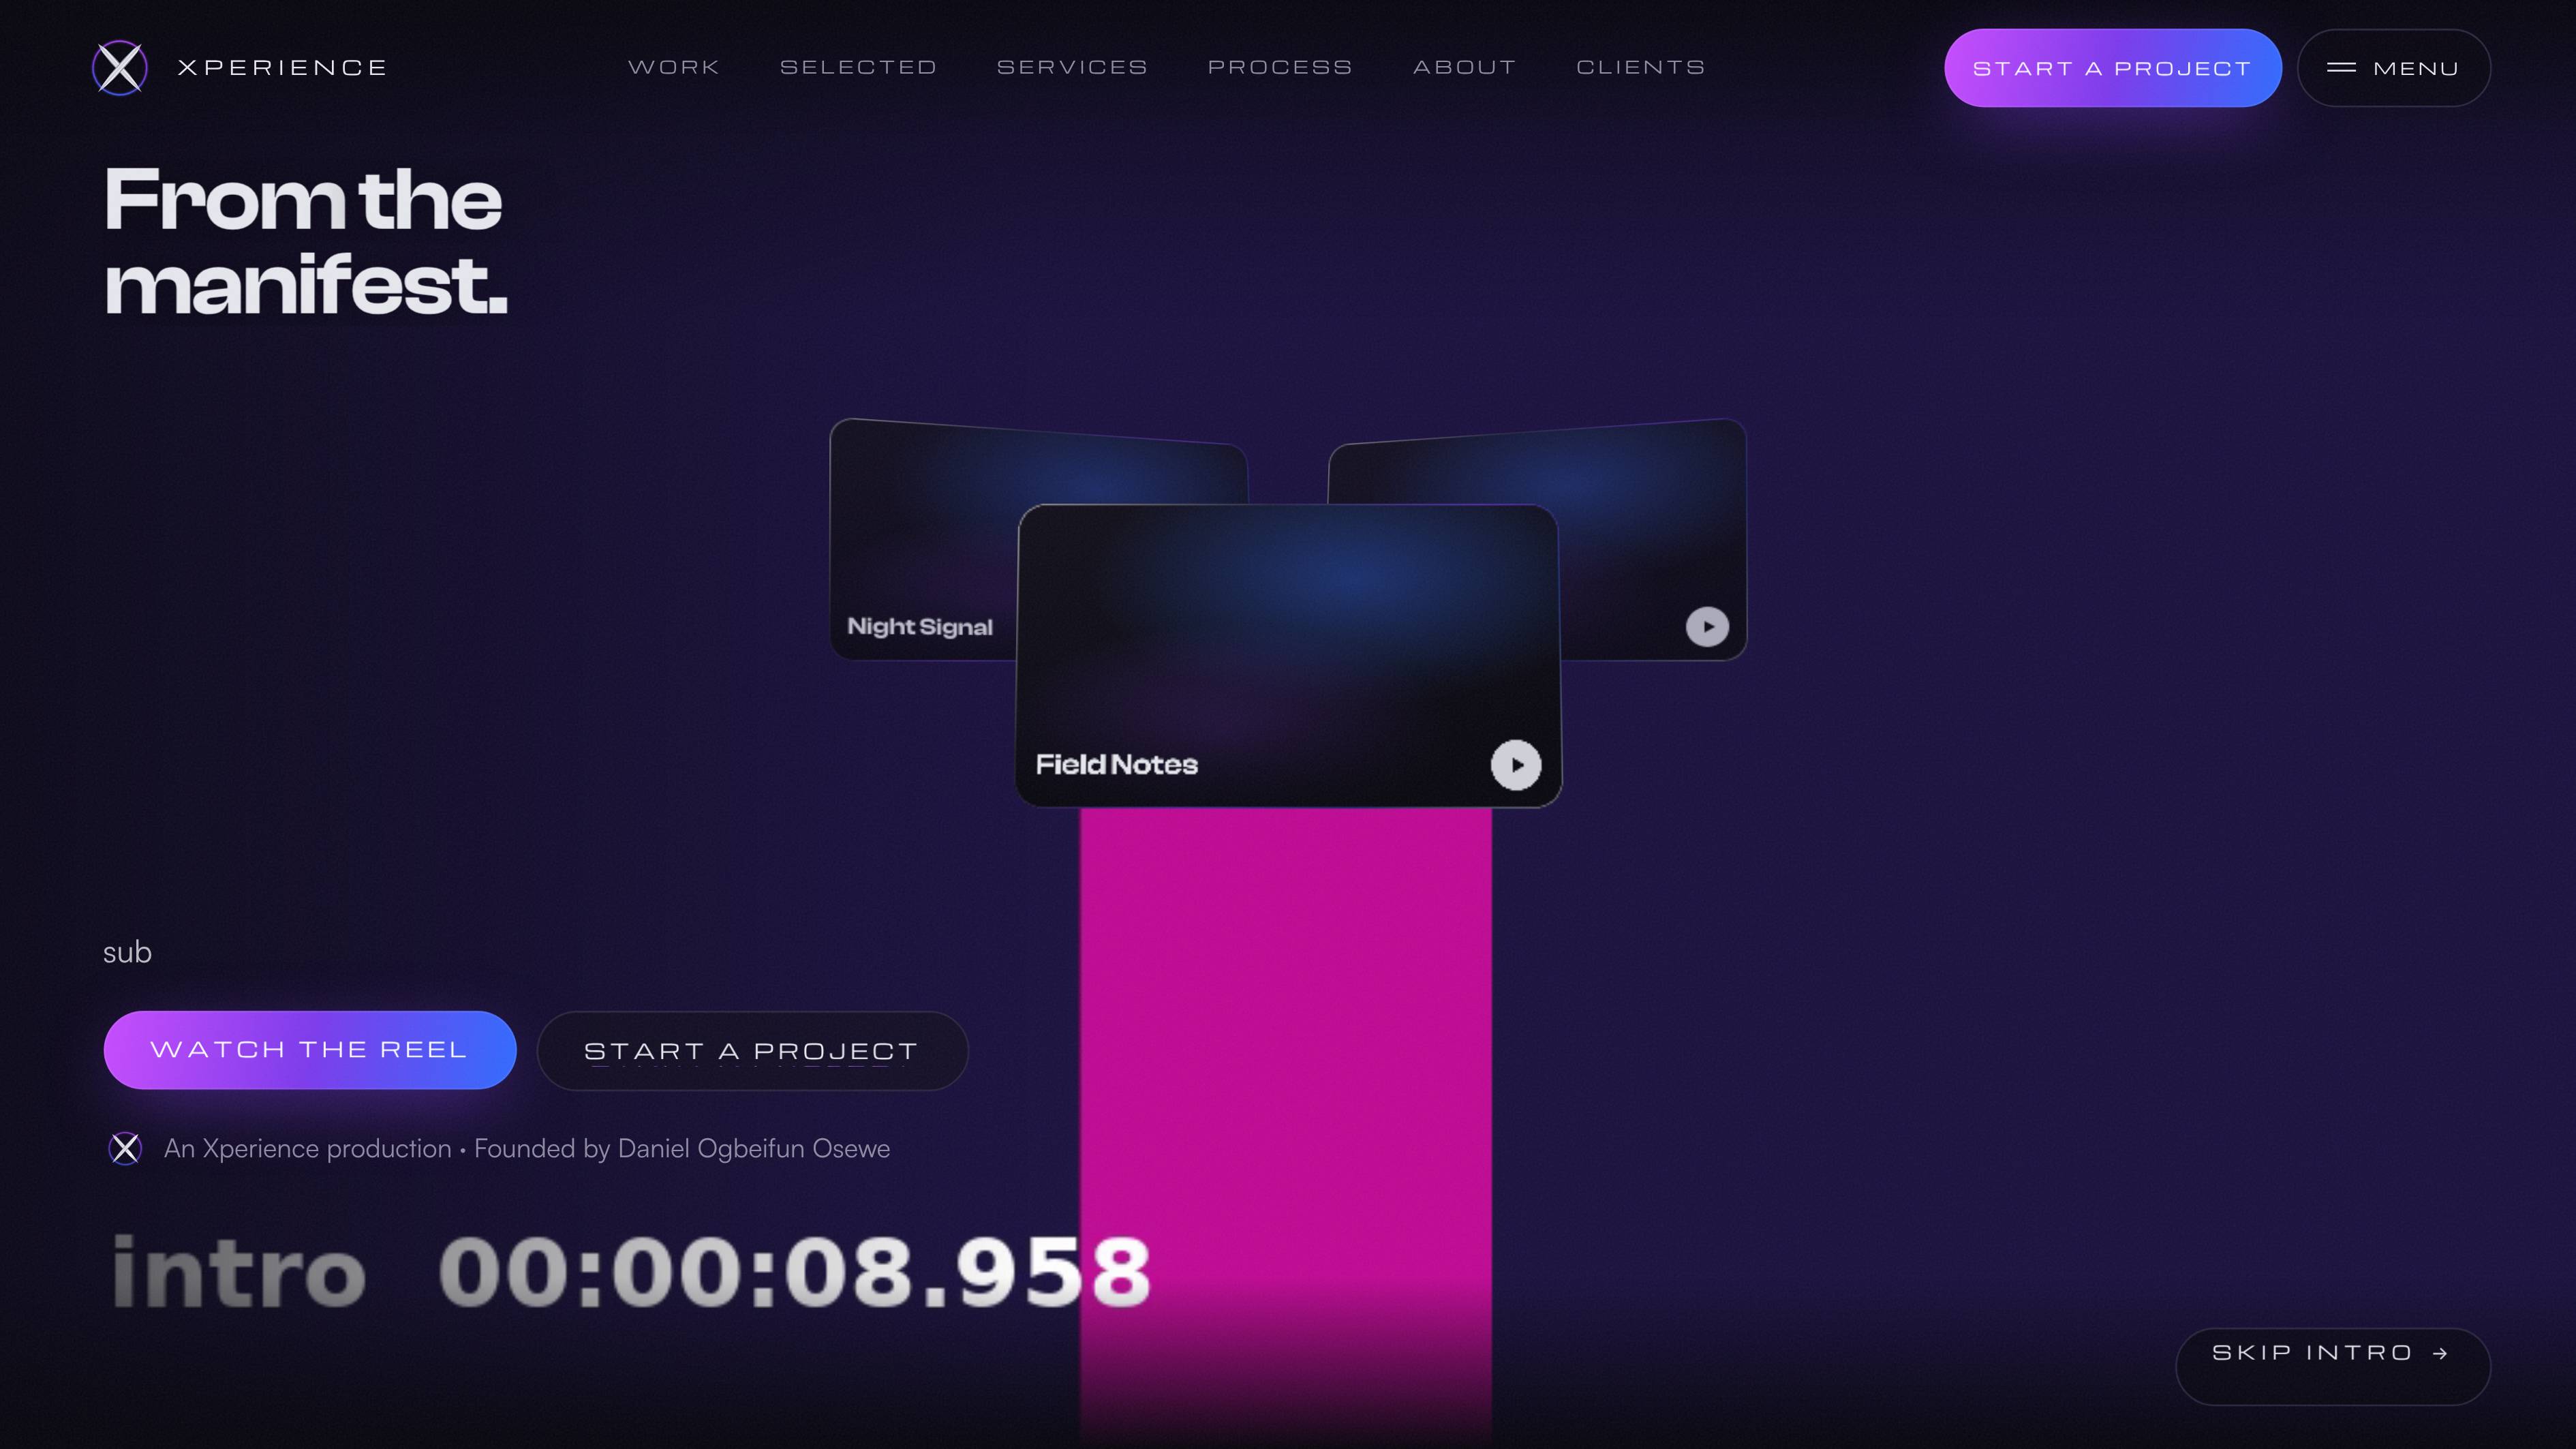 XPERIENCE
WORK
SELECTED
SERVICES
PROCESS
ABOUT
CLIENTS
START A PROJECT
MENU
From the
manifest.
Night Signal
Field Notes
sub
WATCH THE REEL
START A PROJECT
An Xperience production • Founded by Daniel Ogbeifun Osewe
intro 00:00:08.958
SKIP INTRO →